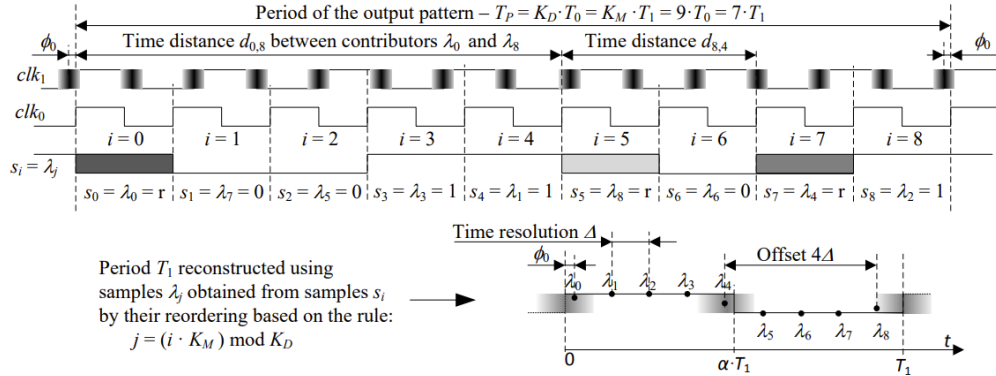 Period of the output pattern – T_P = K_D·T_0 = K_M·T_1 = 9·T_0 = 7·T_1
ϕ_0 Time distance d_{0,8} between contributors λ_0 and λ_8 Time distance d_{8,4} ϕ_0
clk_1
clk_0
i = 0 i = 1 i = 2 i = 3 i = 4 i = 5 i = 6 i = 7 i = 8
s_i = λ_j
s_0 = λ_0 = r s_1 = λ_7 = 0 s_2 = λ_5 = 0 s_3 = λ_3 = 1 s_4 = λ_1 = 1 s_5 = λ_8 = r s_6 = λ_6 = 0 s_7 = λ_4 = r s_8 = λ_2 = 1
Time resolution Δ
ϕ_0 Offset 4Δ
Period T_1 reconstructed using
samples λ_j obtained from samples s_i
by their reordering based on the rule:
j = (i · K_M ) mod K_D
λ_0 λ_1 λ_2 λ_3 λ_4
λ_5 λ_6 λ_7 λ_8 t
0 α·T_1 T_1